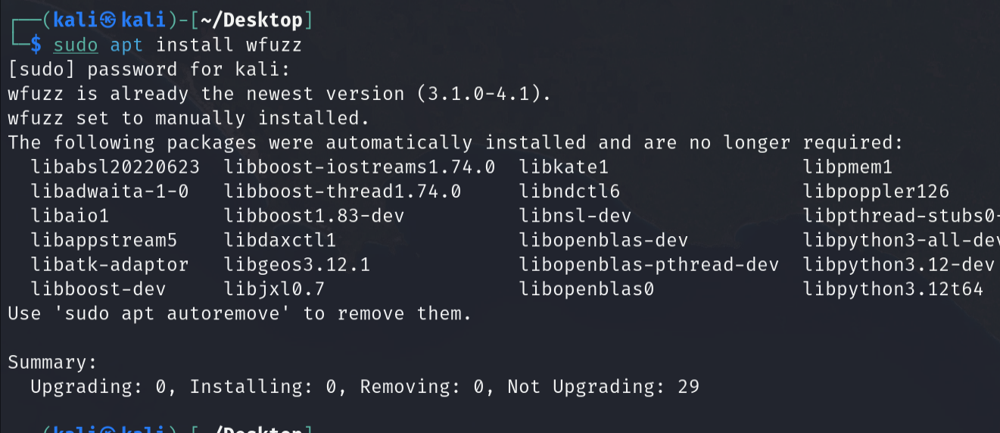 ┌──(kali㉿kali)-[~/Desktop]
└─$ sudo apt install wfuzz
[sudo] password for kali:
wfuzz is already the newest version (3.1.0-4.1).
wfuzz set to manually installed.
The following packages were automatically installed and are no longer required:
  libabsl20220623  libboost-iostreams1.74.0  libkate1                 libpmem1
  libadwaita-1-0   libboost-thread1.74.0     libndctl6                libpoppler126
  libaio1          libboost1.83-dev          libnsl-dev               libpthread-stubs0-
  libappstream5    libdaxctl1                libopenblas-dev          libpython3-all-dev
  libatk-adaptor   libgeos3.12.1             libopenblas-pthread-dev  libpython3.12-dev
  libboost-dev     libjxl0.7                 libopenblas0             libpython3.12t64
Use 'sudo apt autoremove' to remove them.

Summary:
  Upgrading: 0, Installing: 0, Removing: 0, Not Upgrading: 29

┌──(kali㉿kali)-[~/Desktop]